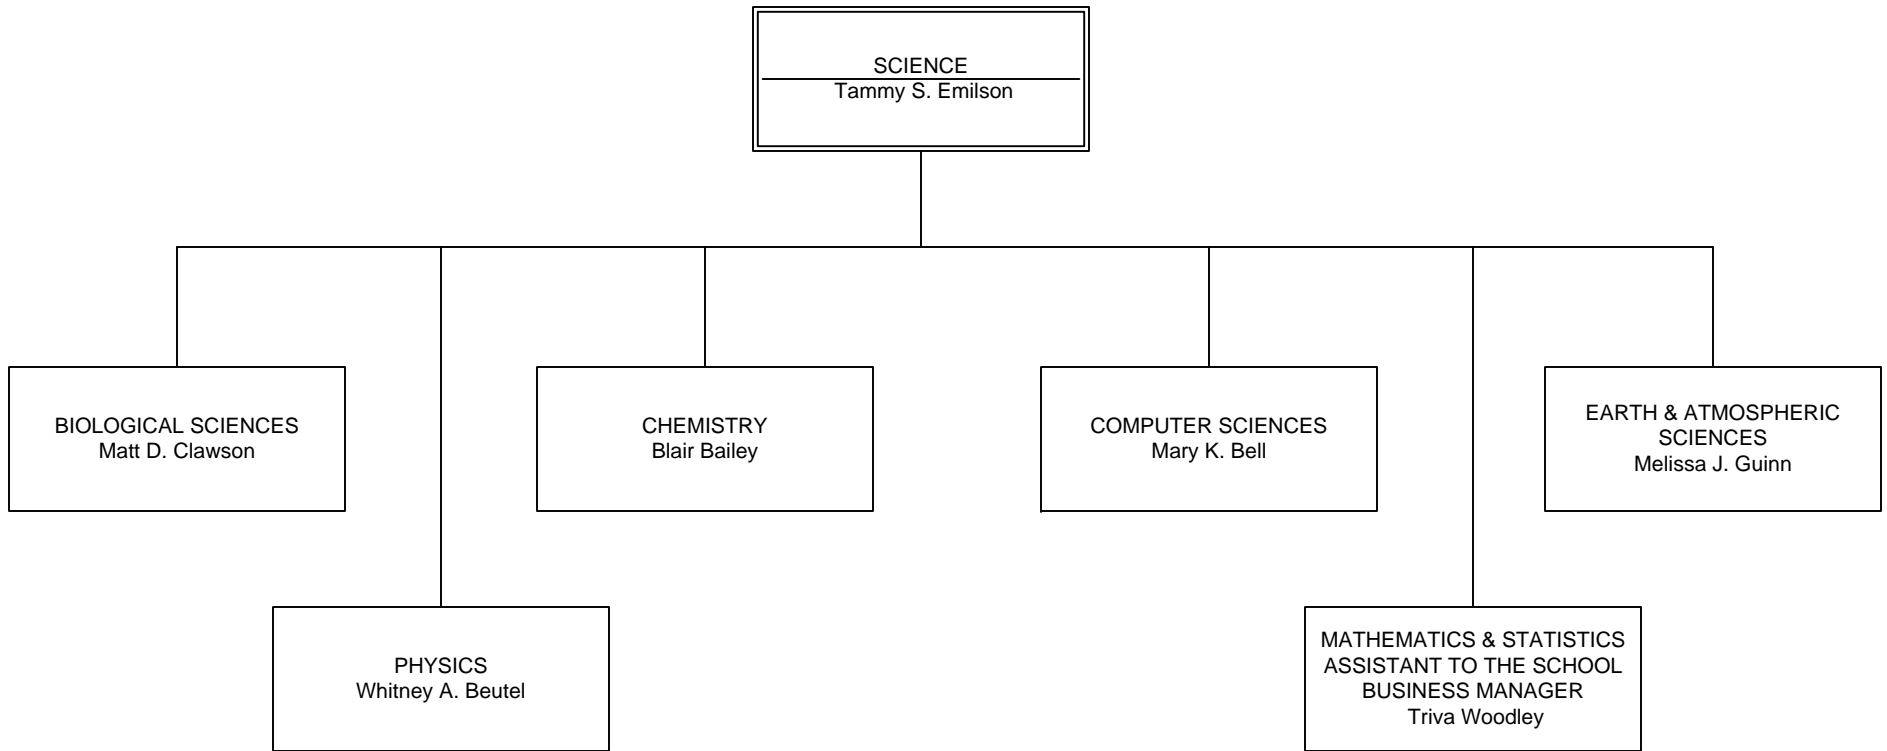 SCIENCE
Tammy S. Emilson
BIOLOGICAL SCIENCES
Matt D. Clawson
CHEMISTRY
Blair Bailey
COMPUTER SCIENCES
Mary K. Bell
EARTH & ATMOSPHERIC
SCIENCES
Melissa J. Guinn
PHYSICS
Whitney A. Beutel
MATHEMATICS & STATISTICS
ASSISTANT TO THE SCHOOL
BUSINESS MANAGER
Triva Woodley